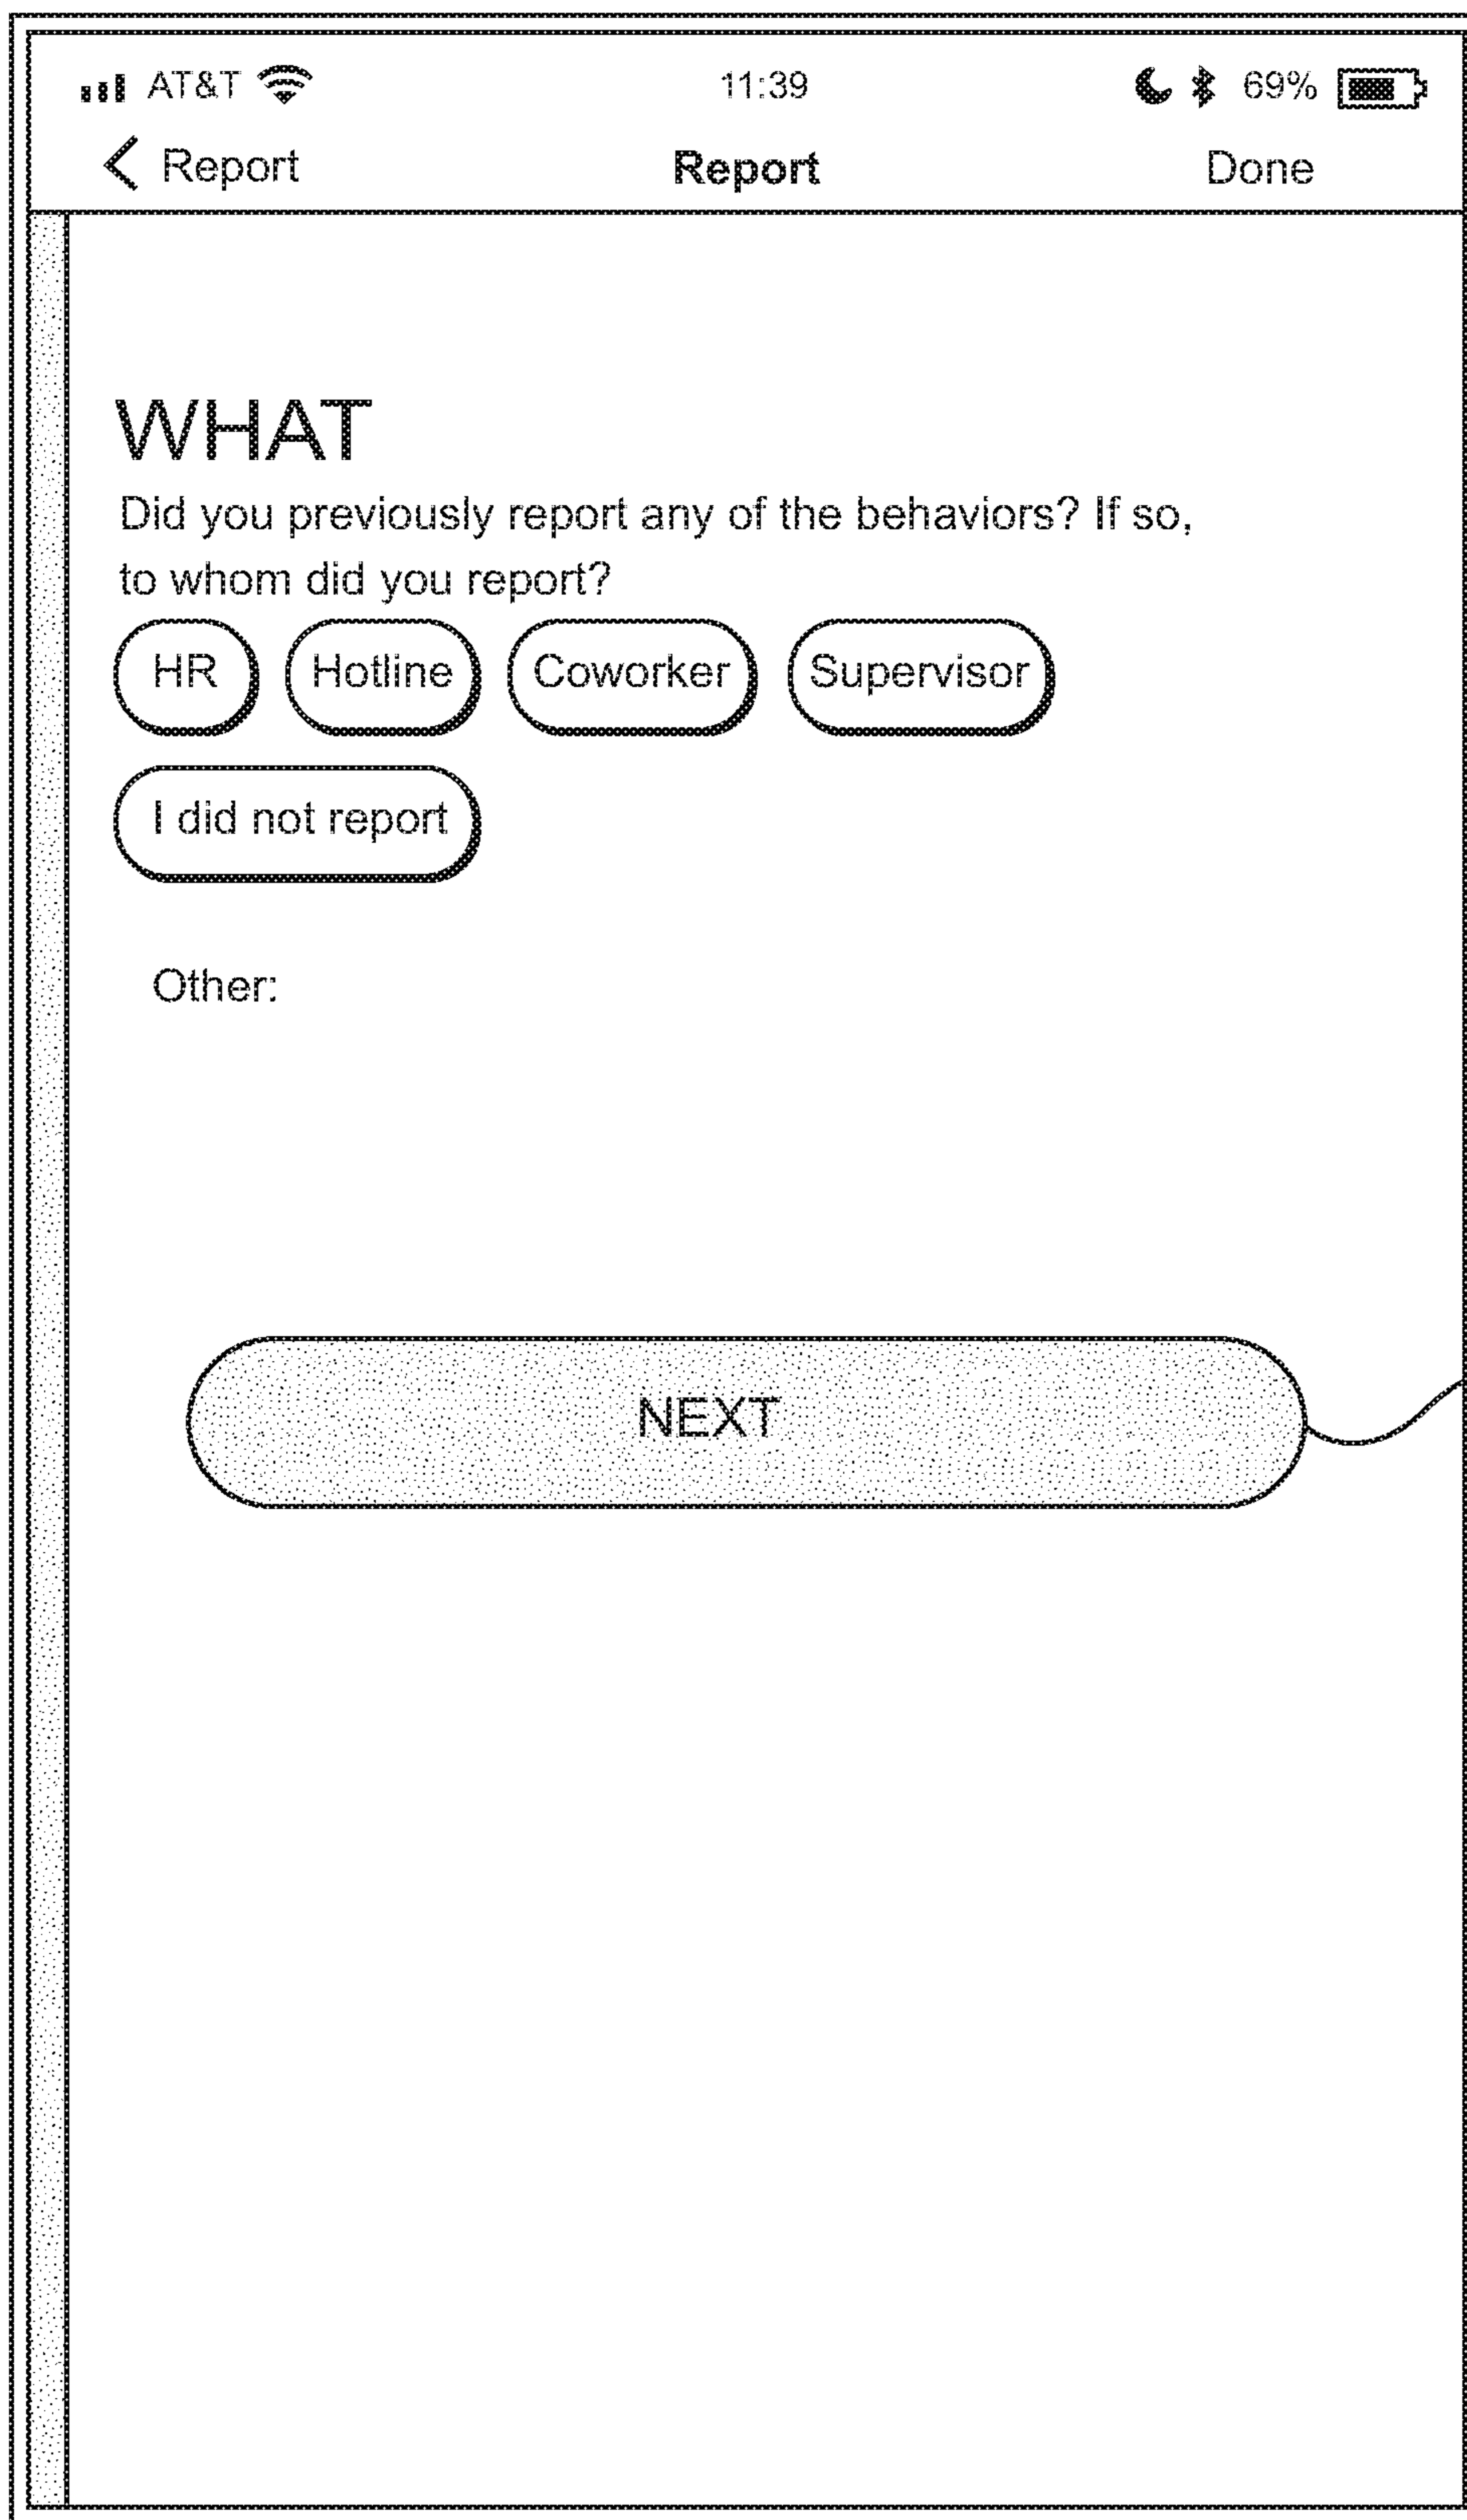 AT&T 11:39 69%
Report Report Done
WHAT
Did you previously report any of the behaviors? If so,
to whom did you report?
HR Hotline Coworker Supervisor
I did not report
Other:
NEXT